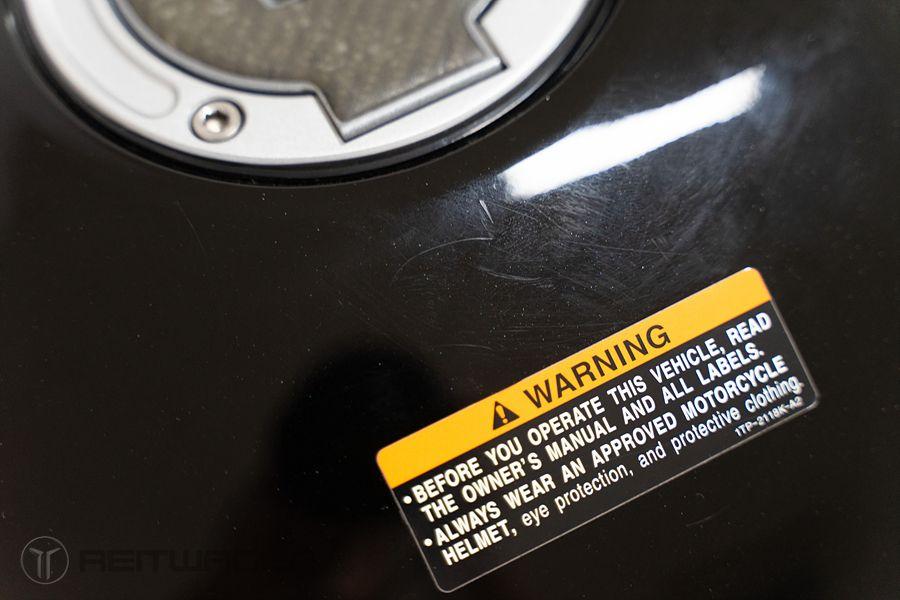 WARNING
•BEFORE YOU OPERATE THIS VEHICLE, READ
THE OWNER'S MANUAL AND ALL LABELS.
•ALWAYS WEAR AN APPROVED MOTORCYCLE
HELMET, eye protection, and protective clothing.
1TP-2118K-A2